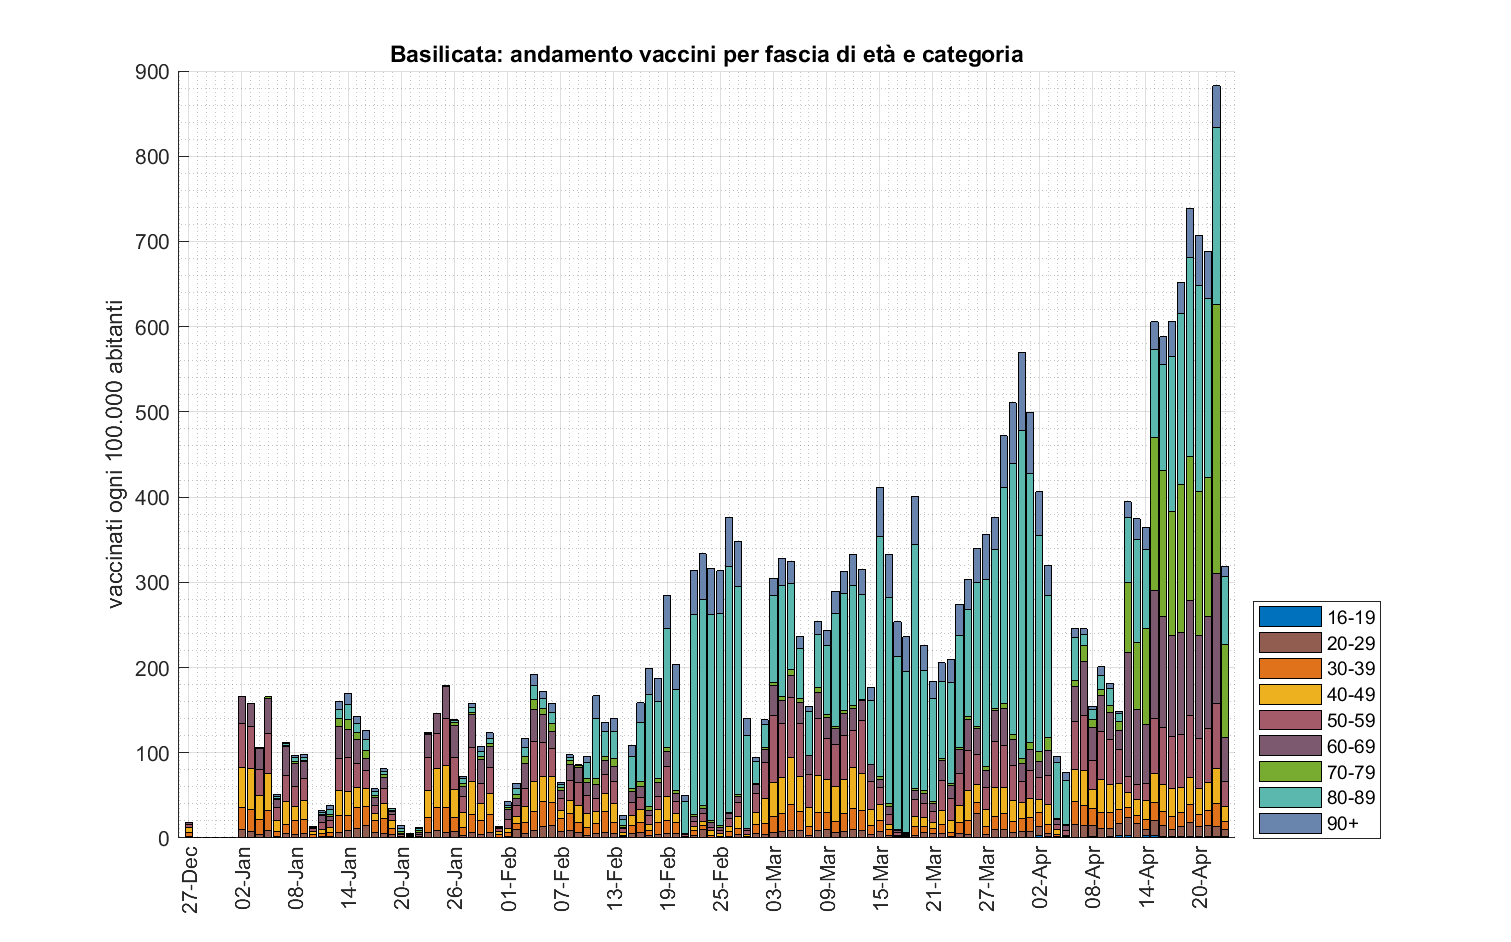 Basilicata: andamento vaccini per fascia di età e categoria
vaccinati ogni 100.000 abitanti
900
800
700
600
500
400
300
200
100
0
27-Dec
02-Jan
08-Jan
14-Jan
20-Jan
26-Jan
01-Feb
07-Feb
13-Feb
19-Feb
25-Feb
03-Mar
09-Mar
15-Mar
21-Mar
27-Mar
02-Apr
08-Apr
14-Apr
20-Apr
16-19
20-29
30-39
40-49
50-59
60-69
70-79
80-89
90+